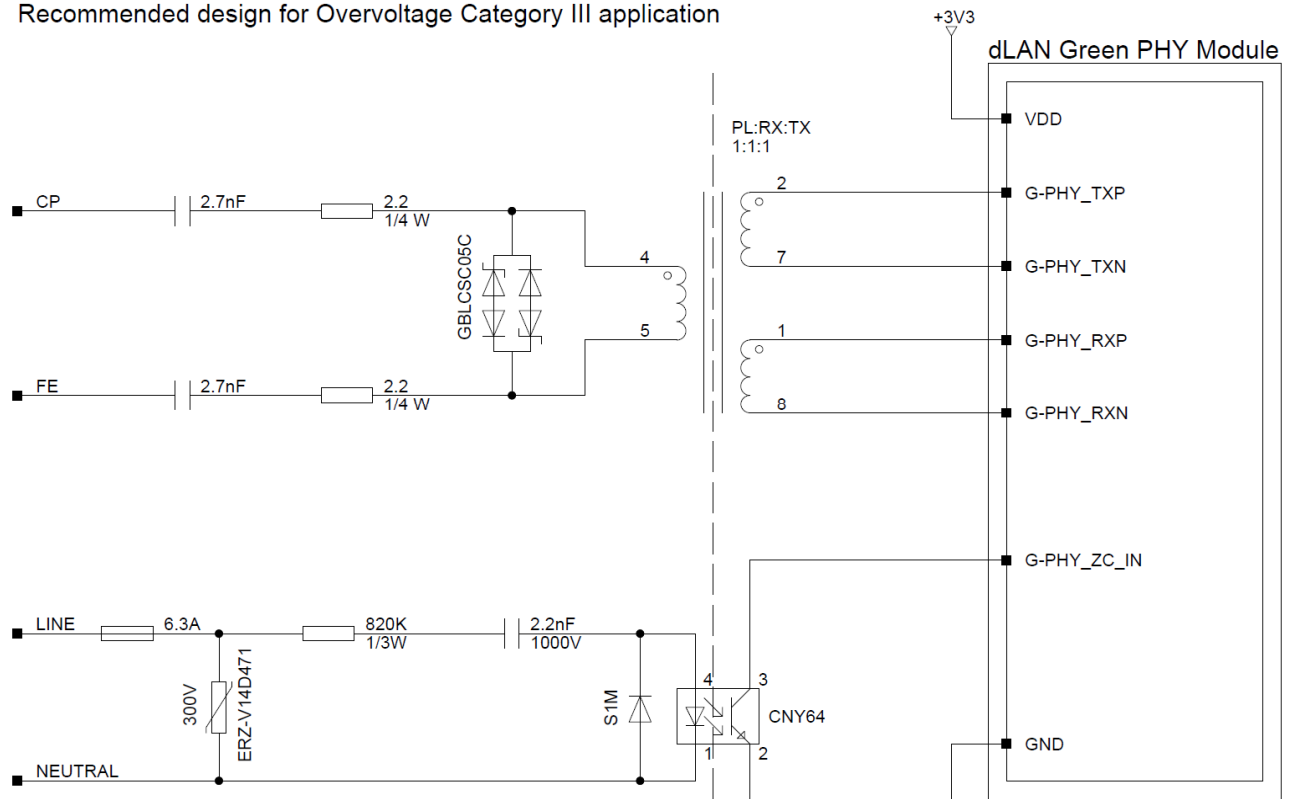 Recommended design for Overvoltage Category III application
+3V3
dLAN Green PHY Module
VDD
PL:RX:TX
1:1:1
2
G-PHY_TXP
CP
2.7nF
2.2
1/4 W
7
G-PHY_TXN
4
GBLCSC05C
5
1
G-PHY_RXP
FE
2.7nF
2.2
1/4 W
8
G-PHY_RXN
G-PHY_ZC_IN
LINE
6.3A
820K
1/3W
2.2nF
1000V
300V
ERZ-V14D471
S1M
4
3
CNY64
1
2
GND
NEUTRAL